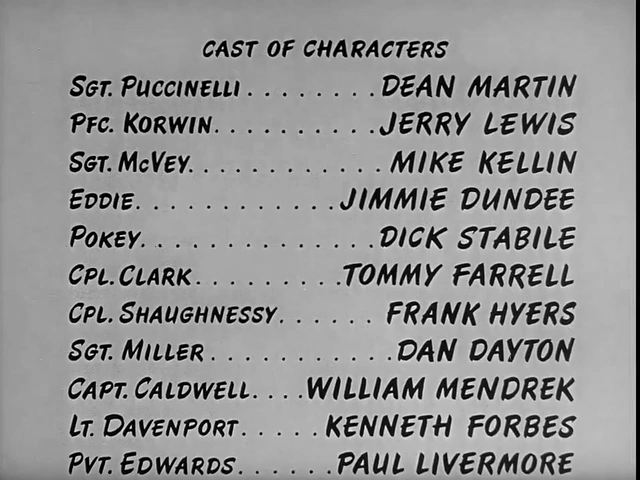 CAST OF CHARACTERS
SGT. PUCCINELLI . . . . . . . . DEAN MARTIN
PFC. KORWIN. . . . . . . . . . JERRY LEWIS
SGT. MCVEY. . . . . . . . . . . . MIKE KELLIN
EDDIE. . . . . . . . . . . . . JIMMIE DUNDEE
POKEY. . . . . . . . . . . . . . DICK STABILE
CPL. CLARK . . . . . . . . . . TOMMY FARRELL
CPL. SHAUGHNESSY. . . . . . FRANK HYERS
SGT. MILLER . . . . . . . . . . . . DAN DAYTON
CAPT. CALDWELL. . . . WILLIAM MENDREK
LT. DAVENPORT . . . . . KENNETH FORBES
PVT. EDWARDS. . . . . . PAUL LIVERMORE